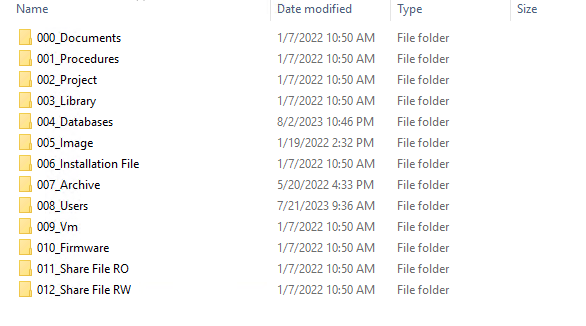 Name Date modified Type Size
000_Documents 1/7/2022 10:50 AM File folder
001_Procedures 1/7/2022 10:50 AM File folder
002_Project 1/7/2022 10:50 AM File folder
003_Library 1/7/2022 10:50 AM File folder
004_Databases 8/2/2023 10:46 PM File folder
005_Image 1/19/2022 2:32 PM File folder
006_Installation File 1/7/2022 10:50 AM File folder
007_Archive 5/20/2022 4:33 PM File folder
008_Users 7/21/2023 9:36 AM File folder
009_Vm 1/7/2022 10:50 AM File folder
010_Firmware 1/7/2022 10:50 AM File folder
011_Share File RO 1/7/2022 10:50 AM File folder
012_Share File RW 1/7/2022 10:50 AM File folder